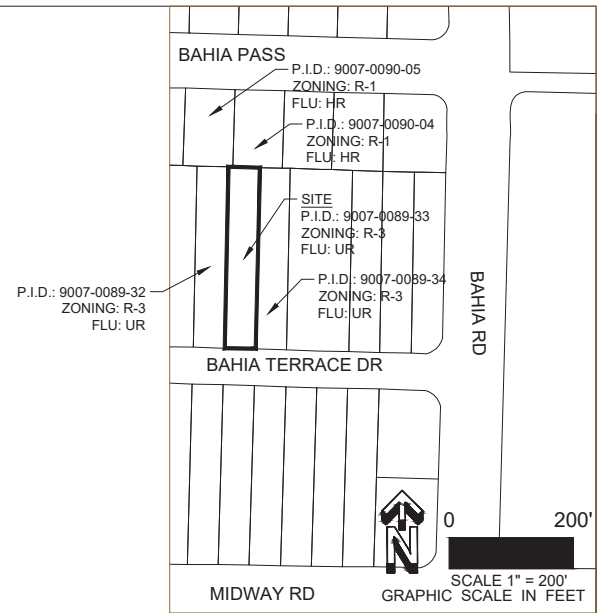 BAHIA PASS
P.I.D.: 9007-0090-05
ZONING: R-1
FLU: HR
P.I.D.: 9007-0090-04
ZONING: R-1
FLU: HR
SITE
P.I.D.: 9007-0089-33
ZONING: R-3
FLU: UR
P.I.D.: 9007-0089-34
ZONING: R-3
FLU: UR
P.I.D.: 9007-0089-32
ZONING: R-3
FLU: UR
BAHIA RD
BAHIA TERRACE DR
N
0 200'
SCALE 1" = 200'
GRAPHIC SCALE IN FEET
MIDWAY RD